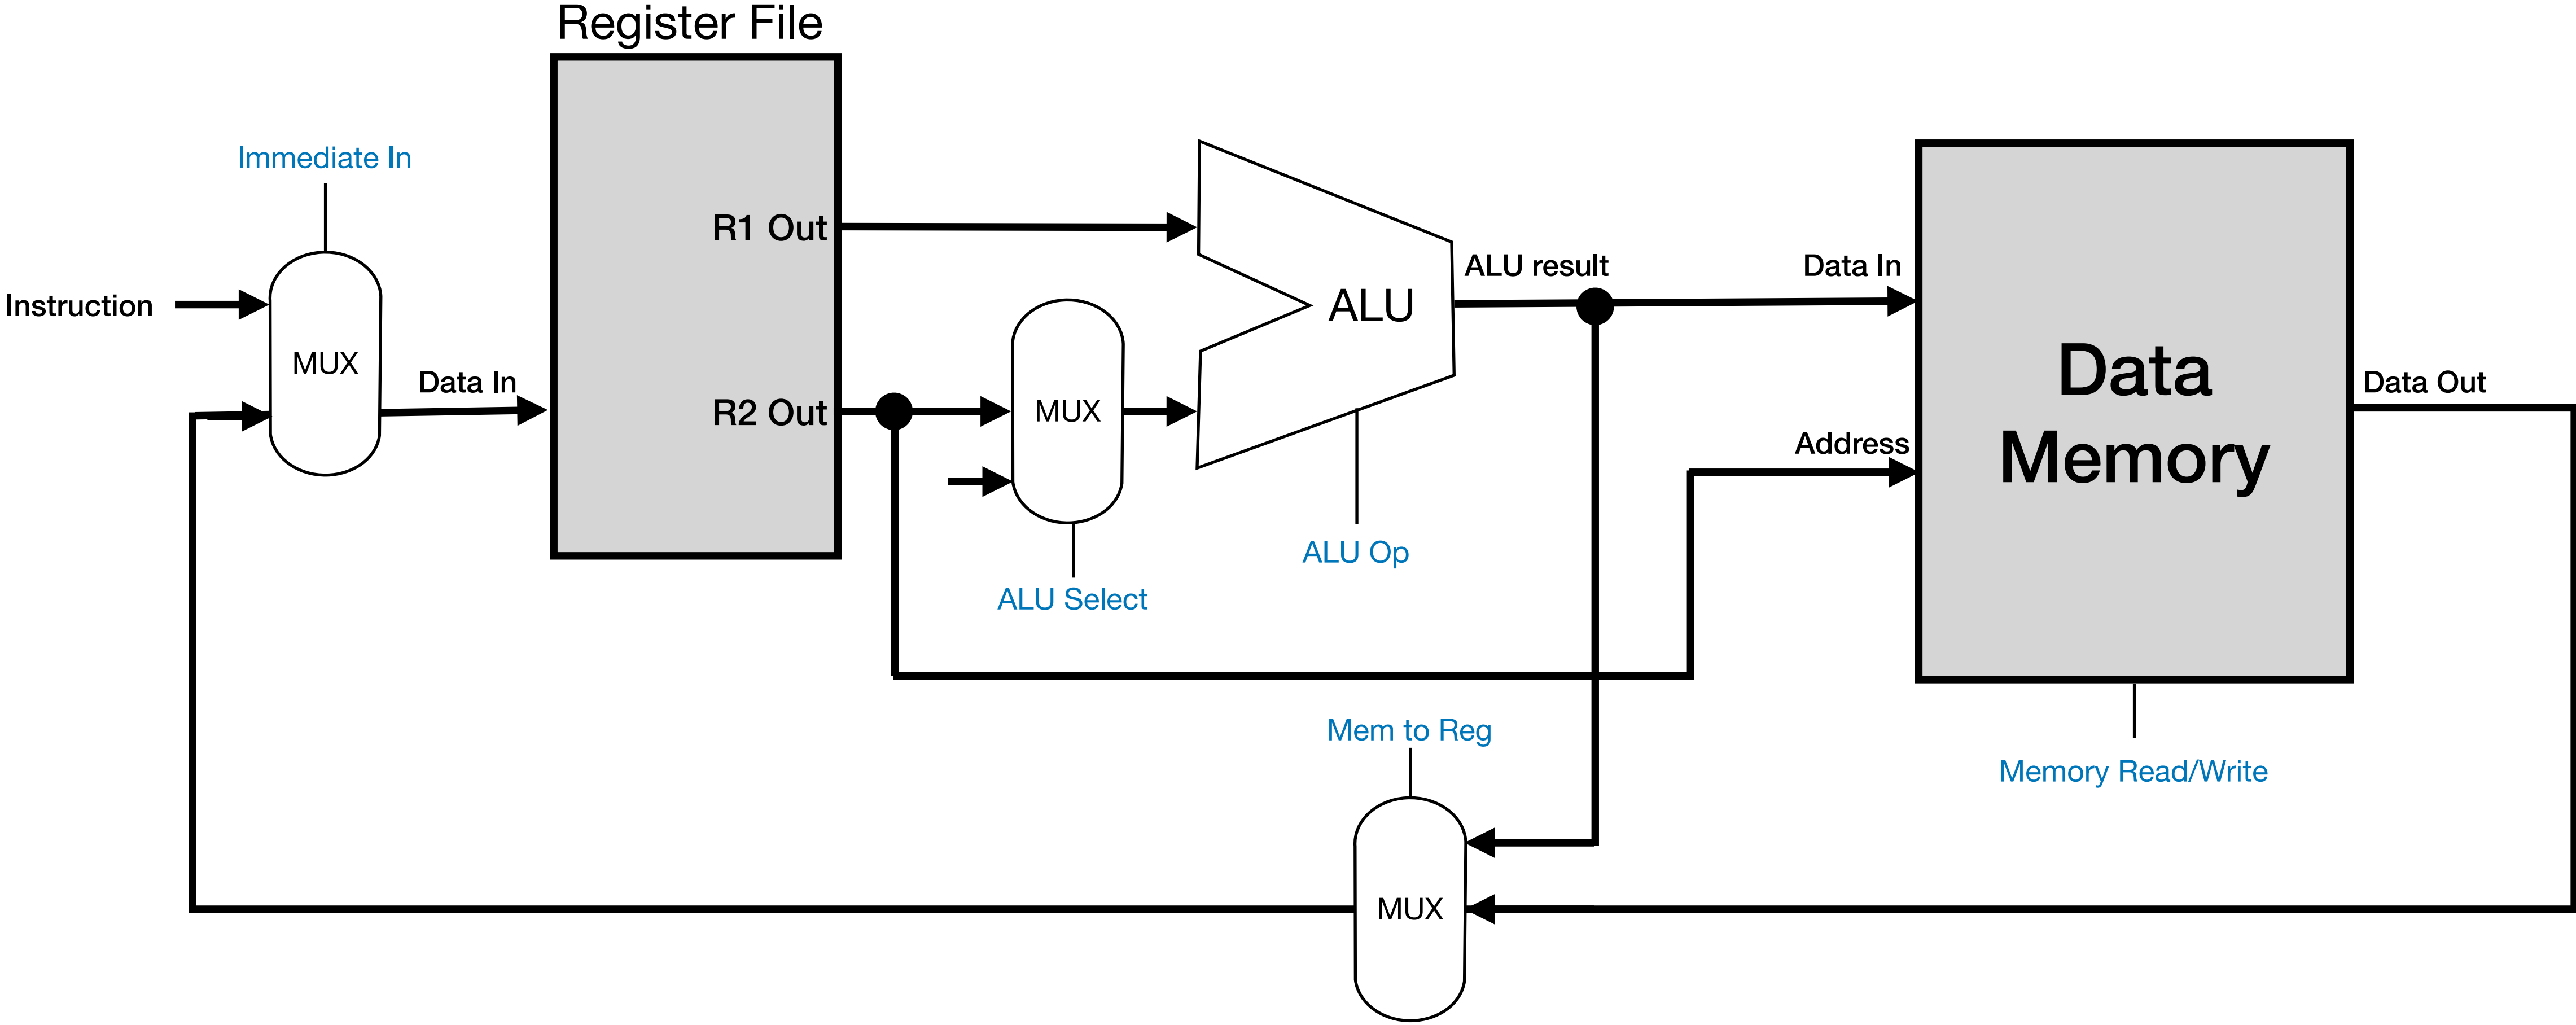 Register File
Immediate In
R1 Out
Instruction
MUX
Data In
R2 Out
MUX
ALU
ALU result
Data In
Data
Memory
Data Out
Address
ALU Op
ALU Select
Mem to Reg
Memory Read/Write
MUX